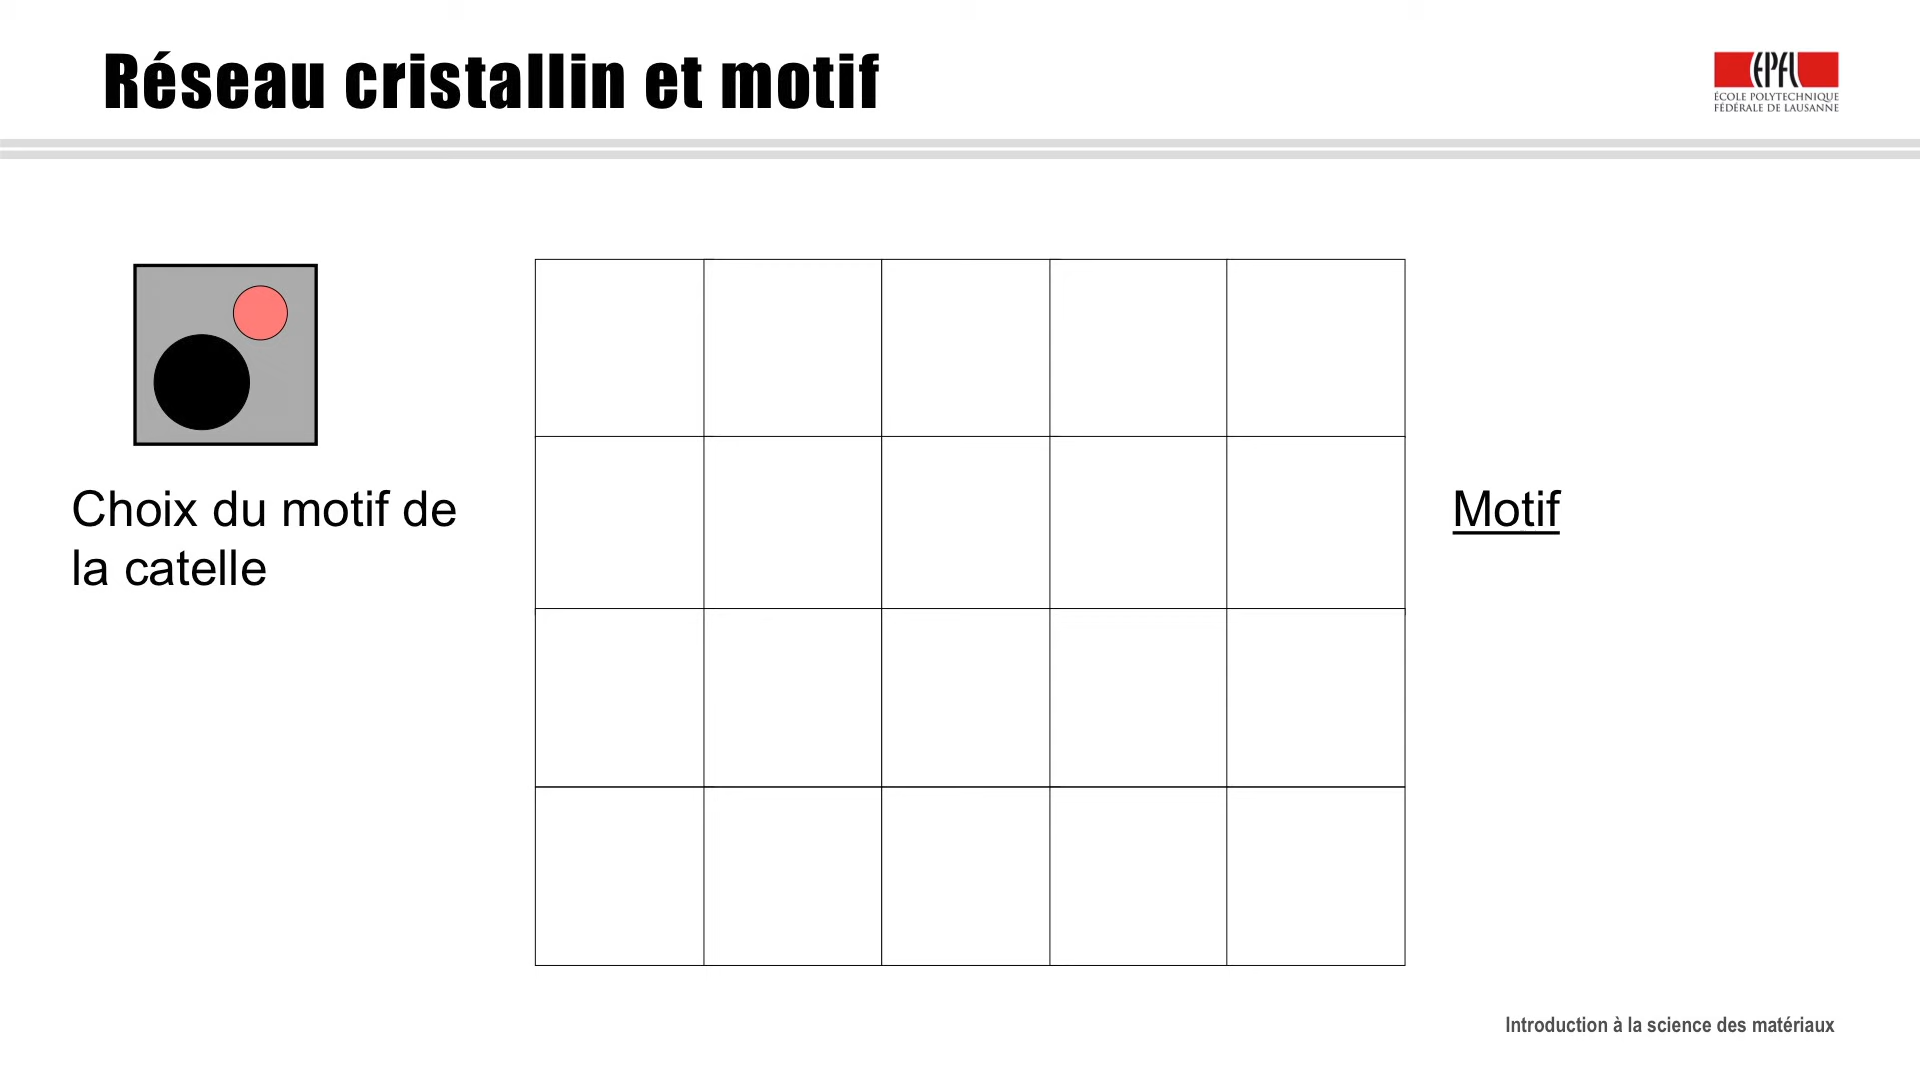 Réseau cristallin et motif
EPFL
ÉCOLE POLYTECHNIQUE
FÉDÉRALE DE LAUSANNE
Choix du motif de
la catelle
Motif
Introduction à la science des matériaux